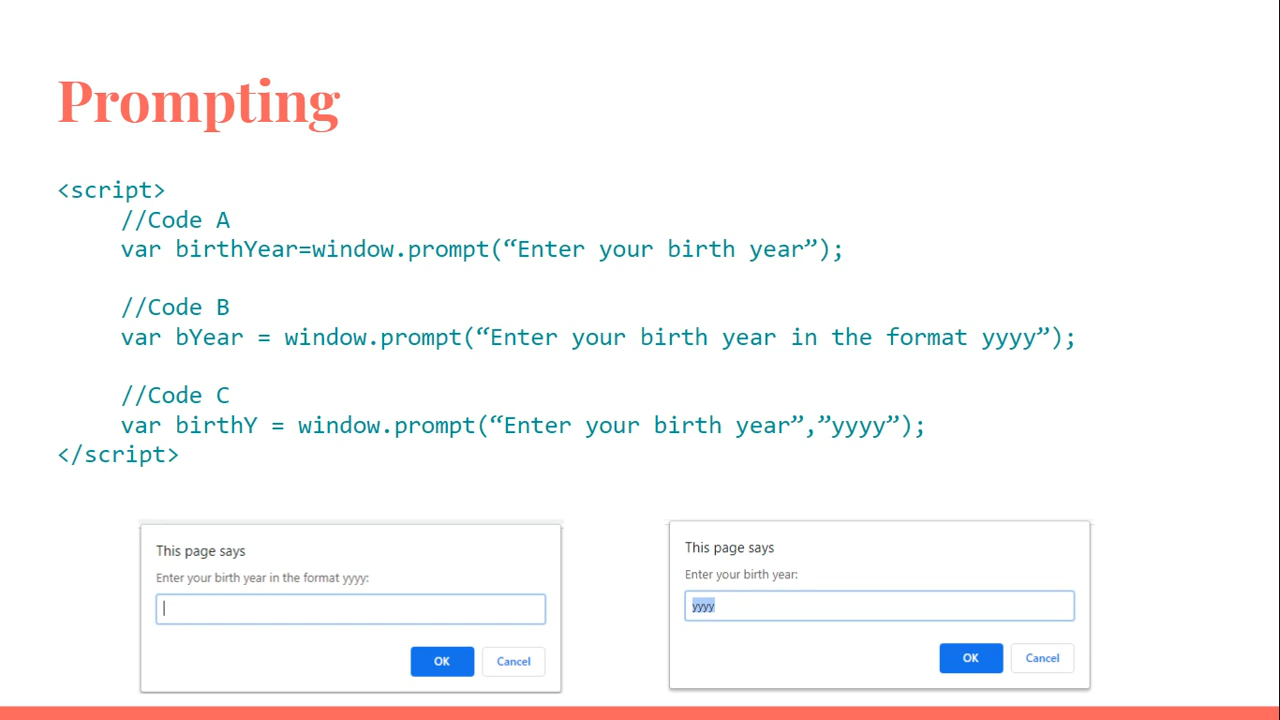 Prompting
<script>
//Code A
var birthYear=window.prompt(“Enter your birth year”);
//Code B
var bYear = window.prompt(“Enter your birth year in the format yyyy”);
//Code C
var birthY = window.prompt(“Enter your birth year”,”yyyy”);
</script>
This page says
Enter your birth year in the format yyyy:
OK Cancel
This page says
Enter your birth year:
yyyy
OK Cancel